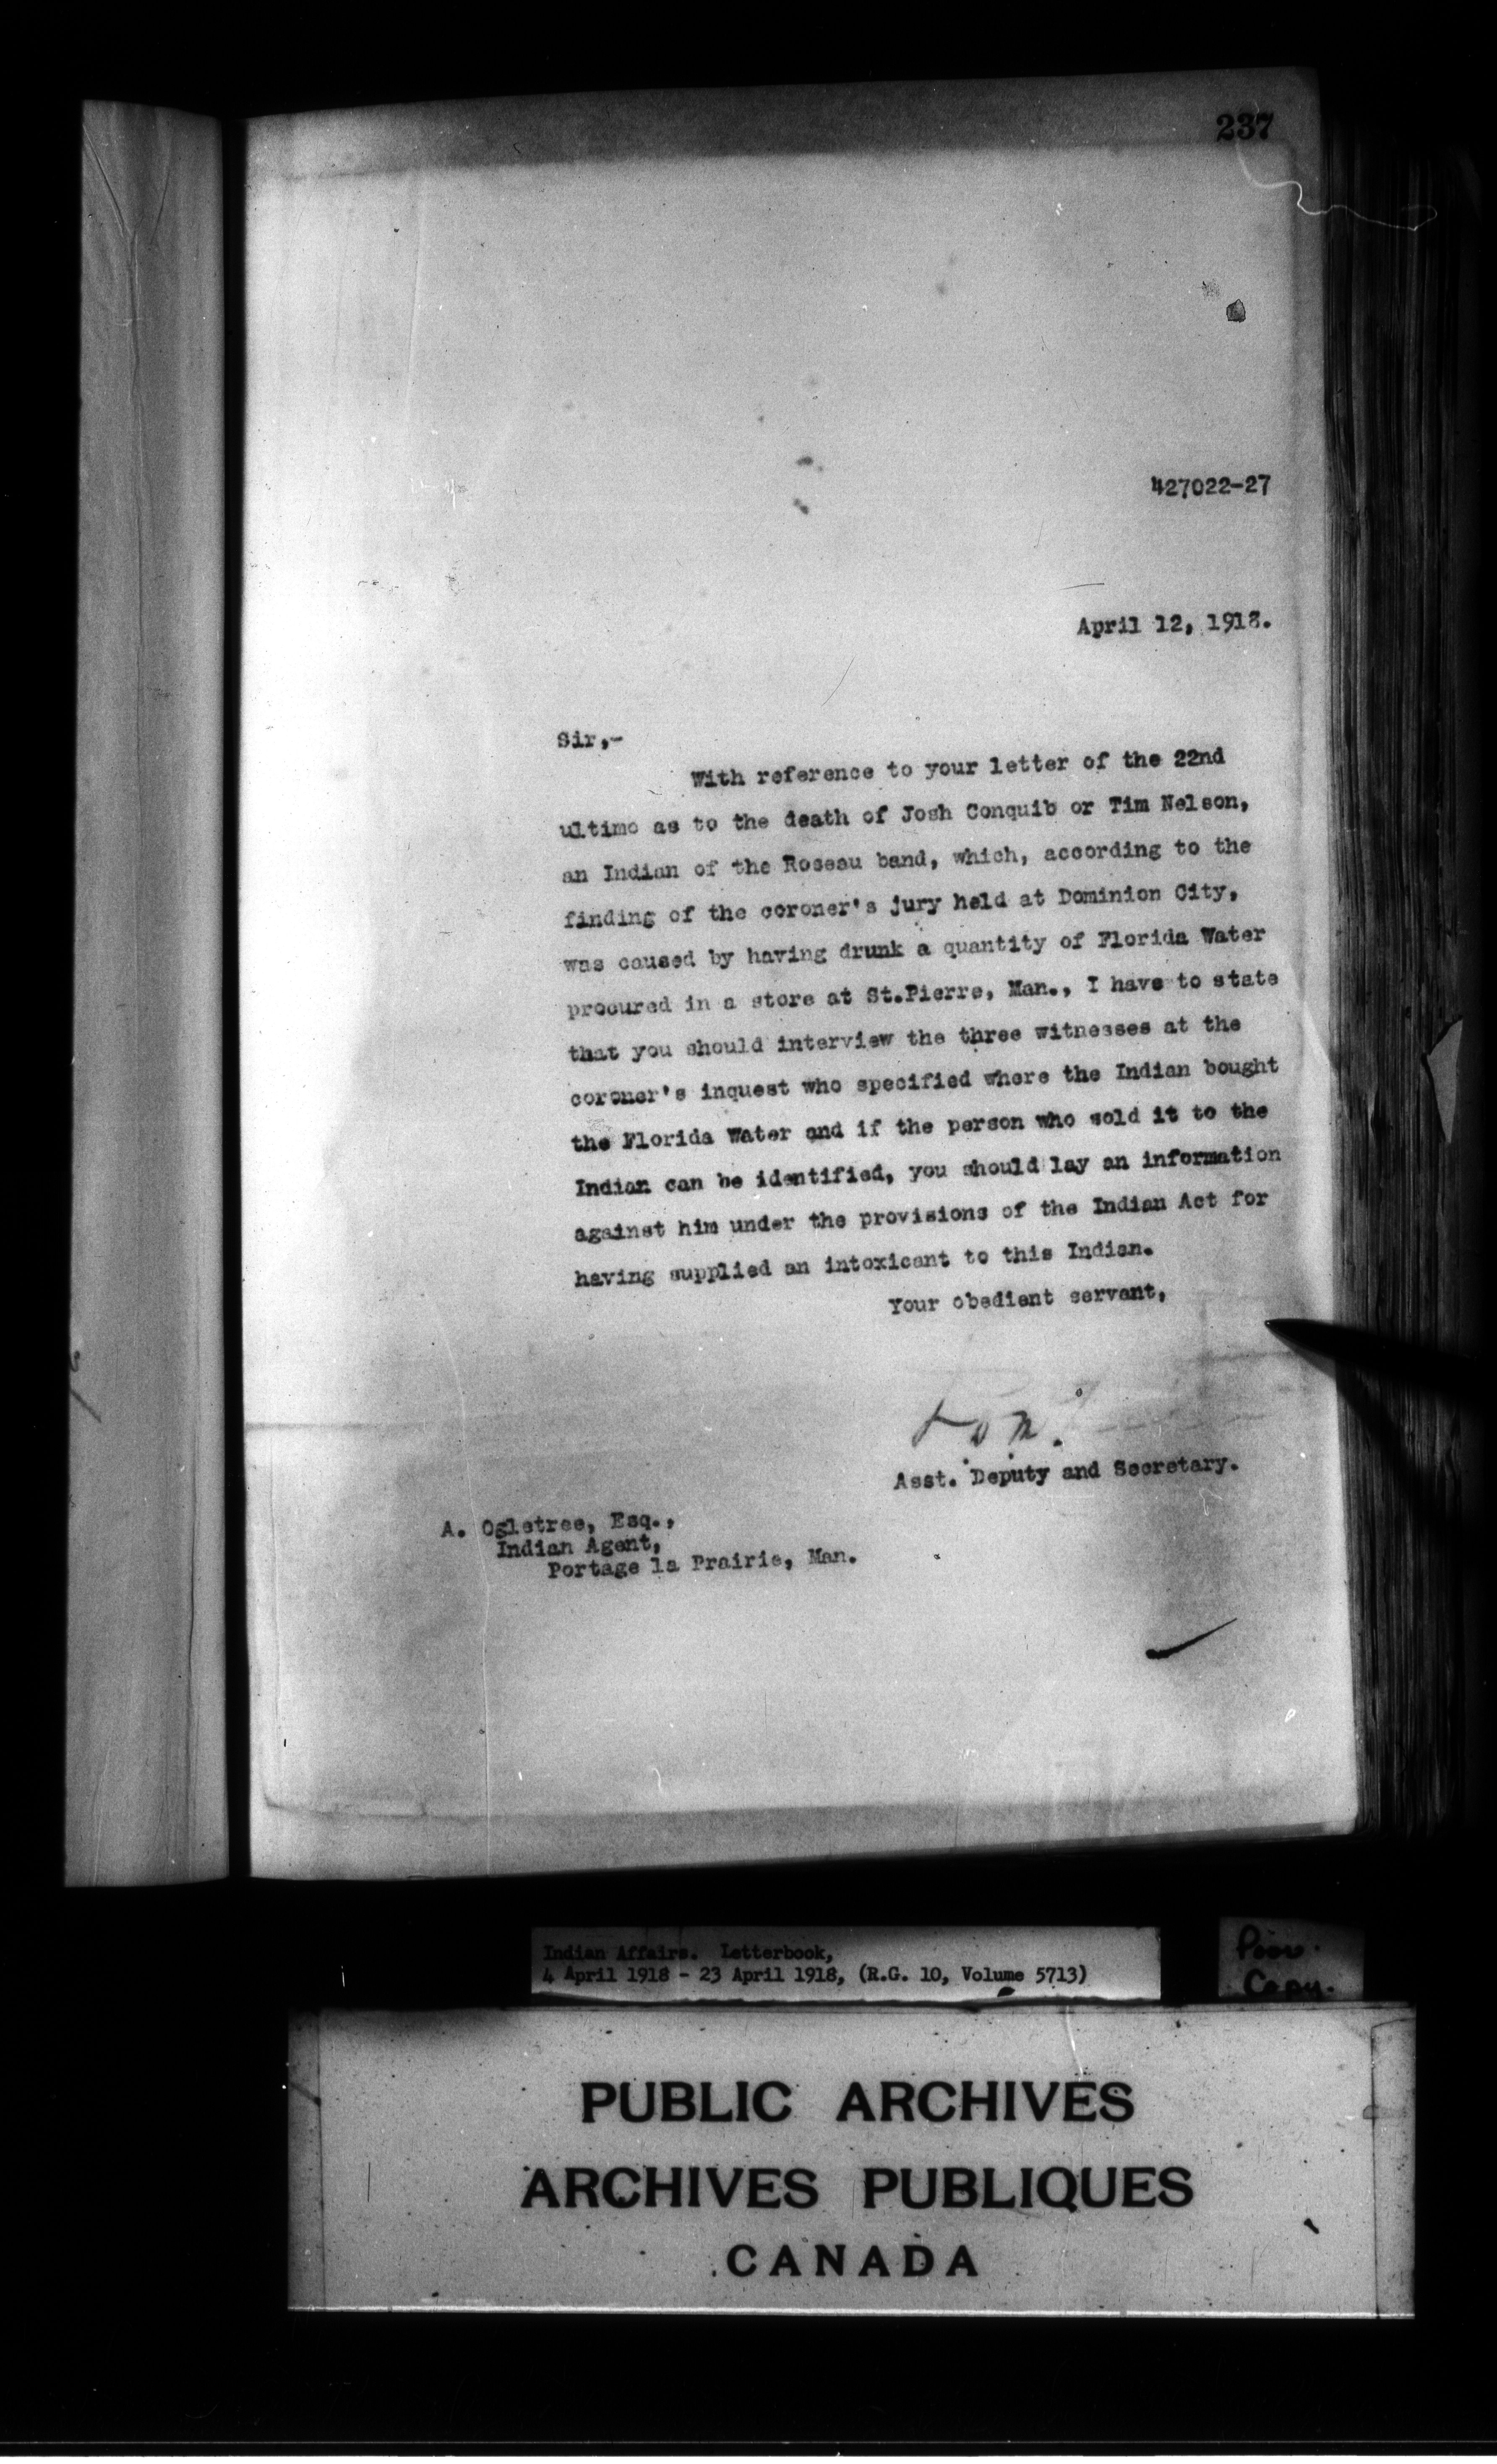 237
427022-27
April 12, 1918.
Sir,-
With reference to your letter of the 22nd
ultimo as to the death of Josh Conquib or Tim Nelson,
an Indian of the Roseau band, which, according to the
finding of the coroner's jury held at Dominion City,
was caused by having drunk a quantity of Florida Water
procured in a store at St.Pierre, Man., I have to state
that you should interview the three witnesses at the
coroner's inquest who specified where the Indian bought
the Florida Water and if the person who sold it to the
Indian can be identified, you should lay an information
against him under the provisions of the Indian Act for
having supplied an intoxicant to this Indian.
Your obedient servant,
Asst. Deputy and Secretary.
A. Ogletree, Esq.,
Indian Agent,
Portage la Prairie, Man.
Indian Affairs. Letterbook,
4 April 1918 - 23 April 1918, (R.G. 10, Volume 5713)
Poor
Copy.
PUBLIC ARCHIVES
ARCHIVES PUBLIQUES
CANADA